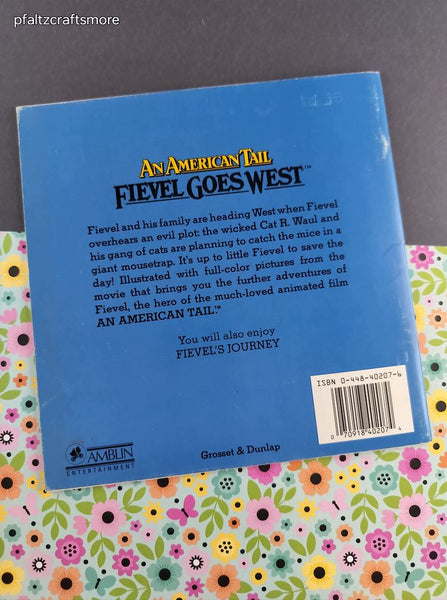 pfaltzcraftsmore
AN AMERICAN TAIL
FIEVEL GOES WEST™
Fievel and his family are heading West when Fievel
overhears an evil plot: the wicked Cat R. Waul and
his gang of cats are planning to catch the mice in a
giant mousetrap. It's up to little Fievel to save the
day! Illustrated with full-color pictures from the
movie that brings you the further adventures of
Fievel, the hero of the much-loved animated film
AN AMERICAN TAIL.™
You will also enjoy
FIEVEL'S JOURNEY
ISBN 0-448-40207-6
0 70918 40207 4
AMBLIN
ENTERTAINMENT
Grosset & Dunlap